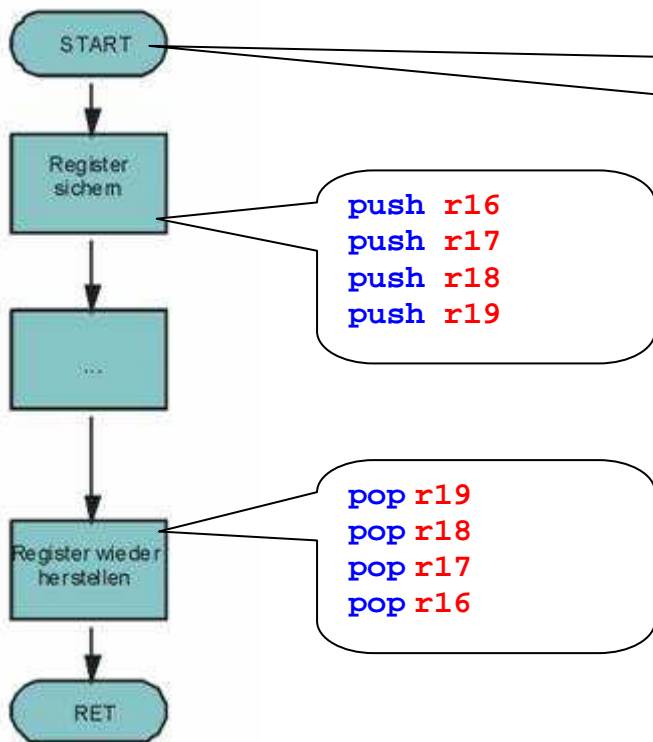 START
Register
sichern
push r16
push r17
push r18
push r19
...
pop r19
pop r18
pop r17
pop r16
Register wieder
herstellen
RET